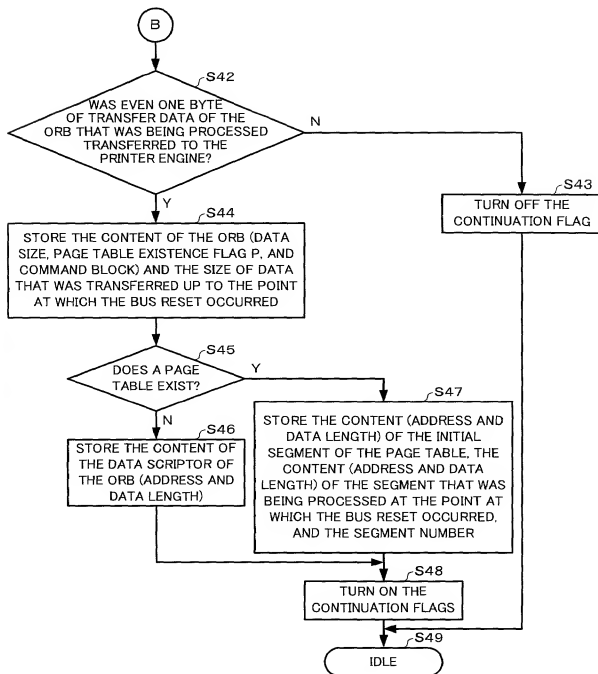 B
S42
WAS EVEN ONE BYTE
OF TRANSFER DATA OF THE
ORB THAT WAS BEING PROCESSED
TRANSFERRED TO THE
PRINTER ENGINE?
N
S43
TURN OFF THE
CONTINUATION FLAG
Y
S44
STORE THE CONTENT OF THE ORB (DATA
SIZE, PAGE TABLE EXISTENCE FLAG P, AND
COMMAND BLOCK) AND THE SIZE OF DATA
THAT WAS TRANSFERRED UP TO THE POINT
AT WHICH THE BUS RESET OCCURRED
S45
DOES A PAGE
TABLE EXIST?
Y
N
S46
STORE THE CONTENT OF
THE DATA SCRIPTOR OF
THE ORB (ADDRESS AND
DATA LENGTH)
S47
STORE THE CONTENT (ADDRESS AND
DATA LENGTH) OF THE INITIAL
SEGMENT OF THE PAGE TABLE, THE
CONTENT (ADDRESS AND DATA
LENGTH) OF THE SEGMENT THAT WAS
BEING PROCESSED AT THE POINT AT
WHICH THE BUS RESET OCCURRED,
AND THE SEGMENT NUMBER
S48
TURN ON THE
CONTINUATION FLAGS
S49
IDLE